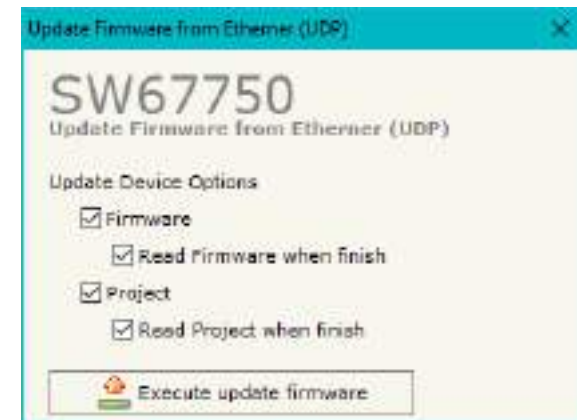 Update Firmware from Etherner (UDP)
SW67750
Update Firmware from Etherner (UDP)
Update Device Options
Firmware
Read Firmware when finish
Project
Read Project when finish
Execute update firmware